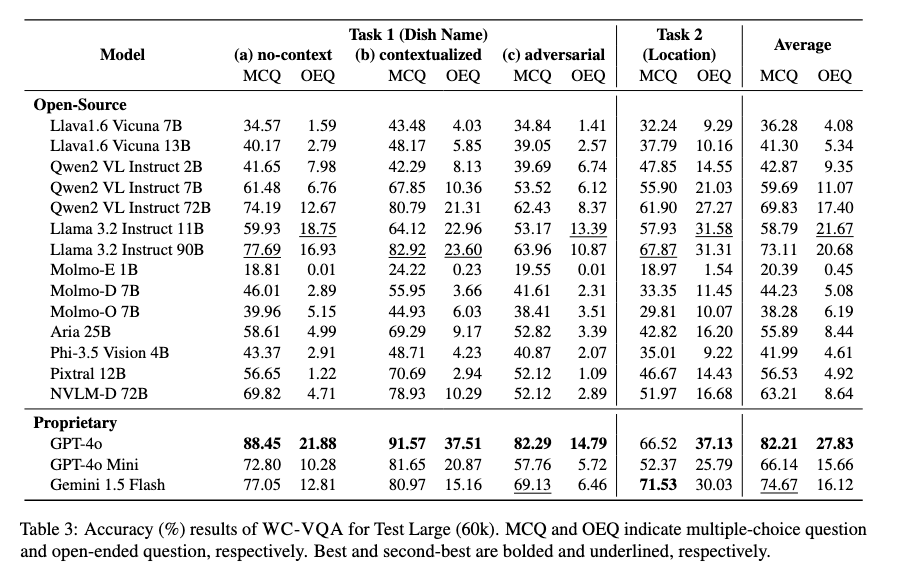 Model Task 1 (Dish Name) Task 2 (Location) Average
(a) no-context (b) contextualized (c) adversarial
MCQ OEQ MCQ OEQ MCQ OEQ MCQ OEQ MCQ OEQ
Open-Source
Llava1.6 Vicuna 7B 34.57 1.59 43.48 4.03 34.84 1.41 32.24 9.29 36.28 4.08
Llava1.6 Vicuna 13B 40.17 2.79 48.17 5.85 39.05 2.57 37.79 10.16 41.30 5.34
Qwen2 VL Instruct 2B 41.65 7.98 42.29 8.13 39.69 6.74 47.85 14.55 42.87 9.35
Qwen2 VL Instruct 7B 61.48 6.76 67.85 10.36 53.52 6.12 55.90 21.03 59.69 11.07
Qwen2 VL Instruct 72B 74.19 12.67 80.79 21.31 62.43 8.37 61.90 27.27 69.83 17.40
Llama 3.2 Instruct 11B 59.93 18.75 64.12 22.96 53.17 13.39 57.93 31.58 58.79 21.67
Llama 3.2 Instruct 90B 77.69 16.93 82.92 23.60 63.96 10.87 67.87 31.31 73.11 20.68
Molmo-E 1B 18.81 0.01 24.22 0.23 19.55 0.01 18.97 1.54 20.39 0.45
Molmo-D 7B 46.01 2.89 55.95 3.66 41.61 2.31 33.35 11.45 44.23 5.08
Molmo-O 7B 39.96 5.15 44.93 6.03 38.41 3.51 29.81 10.07 38.28 6.19
Aria 25B 58.61 4.99 69.29 9.17 52.82 3.39 42.82 16.20 55.89 8.44
Phi-3.5 Vision 4B 43.37 2.91 48.71 4.23 40.87 2.07 35.01 9.22 41.99 4.61
Pixtral 12B 56.65 1.22 70.69 2.94 52.12 1.09 46.67 14.43 56.53 4.92
NVLM-D 72B 69.82 4.71 78.93 10.29 52.12 2.89 51.97 16.68 63.21 8.64
Proprietary
GPT-4o 88.45 21.88 91.57 37.51 82.29 14.79 66.52 37.13 82.21 27.83
GPT-4o Mini 72.80 10.28 81.65 20.87 57.76 5.72 52.37 25.79 66.14 15.66
Gemini 1.5 Flash 77.05 12.81 80.97 15.16 69.13 6.46 71.53 30.03 74.67 16.12
Table 3: Accuracy (%) results of WC-VQA for Test Large (60k). MCQ and OEQ indicate multiple-choice question
and open-ended question, respectively. Best and second-best are bolded and underlined, respectively.